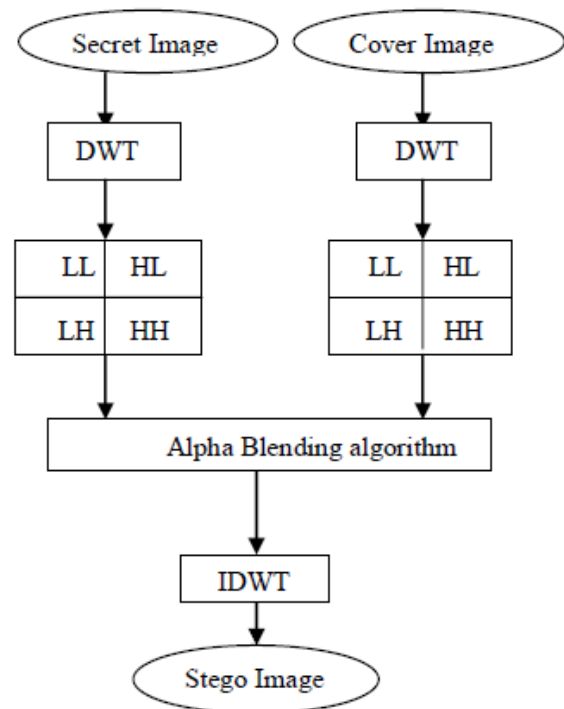 Secret Image
Cover Image
DWT
DWT
LL HL
LL HL
LH HH
LH HH
Alpha Blending algorithm
IDWT
Stego Image